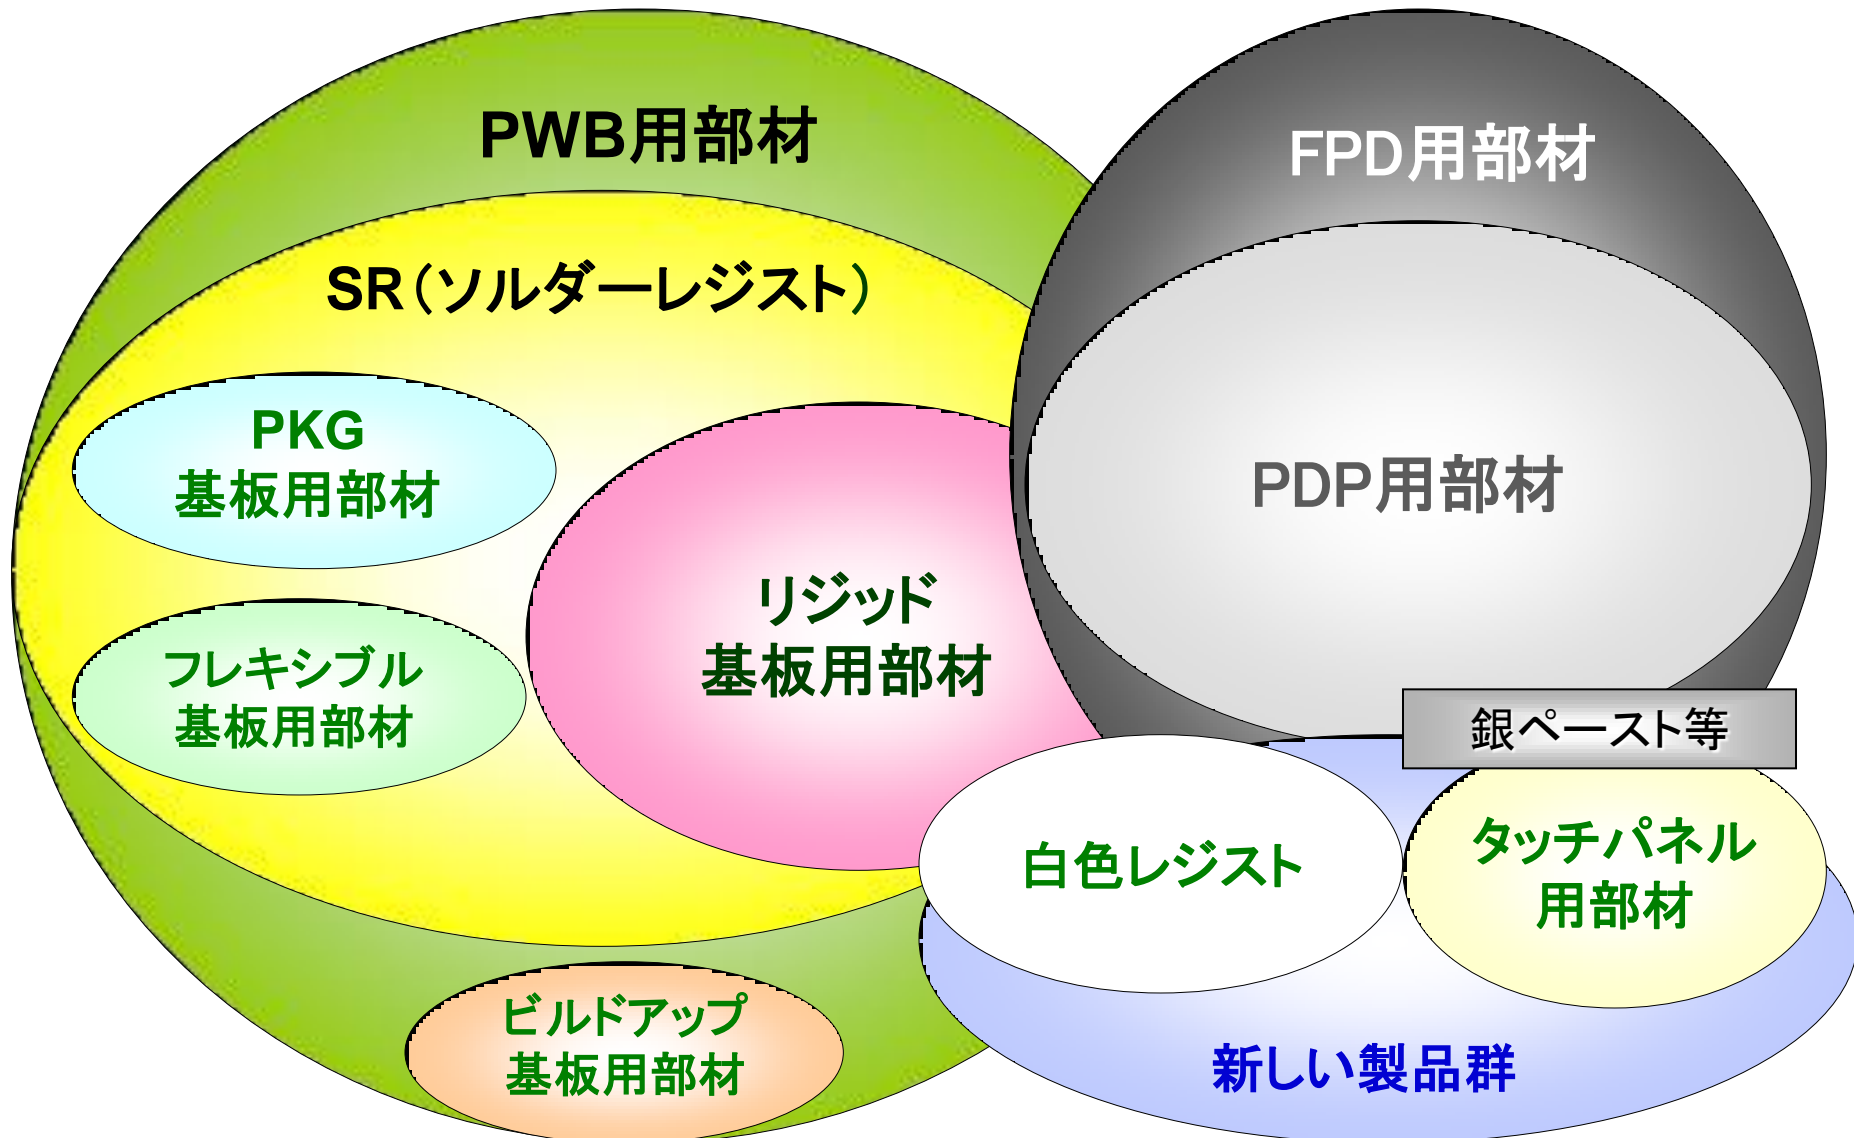 PWB用部材
FPD用部材
SR(ソルダーレジスト)
PKG
基板用部材
PDP用部材
リジッド
基板用部材
フレキシブル
基板用部材
銀ペースト等
白色レジスト
タッチパネル
用部材
ビルドアップ
基板用部材
新しい製品群